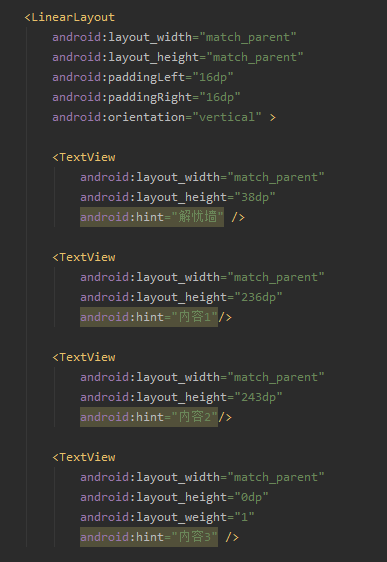 <LinearLayout
android:layout_width="match_parent"
android:layout_height="match_parent"
android:paddingLeft="16dp"
android:paddingRight="16dp"
android:orientation="vertical" >
<TextView
android:layout_width="match_parent"
android:layout_height="38dp"
android:hint="解忧墙" />
<TextView
android:layout_width="match_parent"
android:layout_height="236dp"
android:hint="内容1"/>
<TextView
android:layout_width="match_parent"
android:layout_height="243dp"
android:hint="内容2"/>
<TextView
android:layout_width="match_parent"
android:layout_height="0dp"
android:layout_weight="1"
android:hint="内容3" />